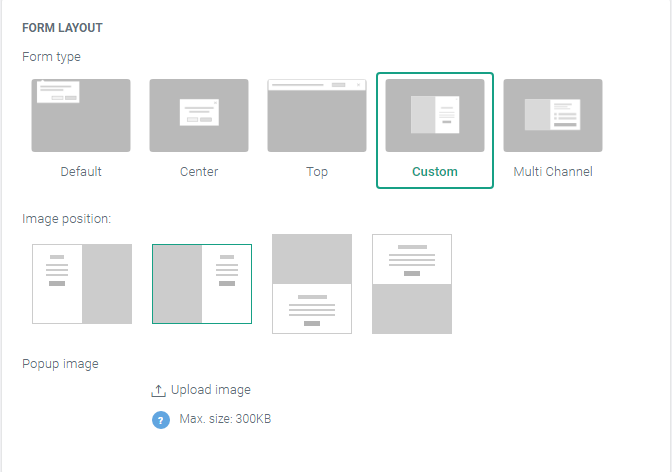 FORM LAYOUT
Form type
Default
Center
Top
Custom
Multi Channel
Image position:
Popup image
Upload image
? Max. size: 300KB